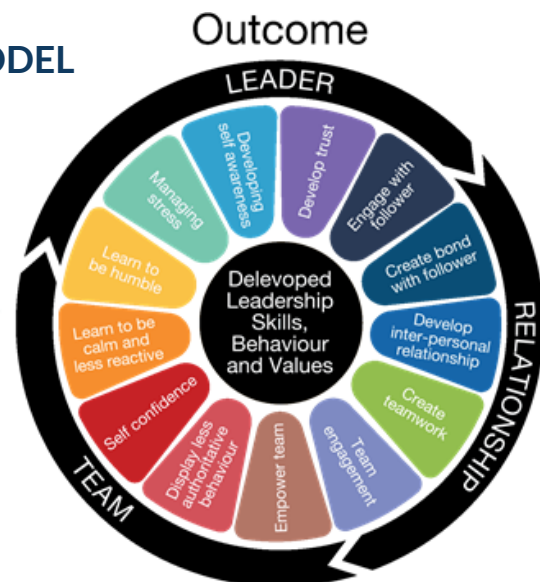 Outcome
ODEL
LEADER
RELATIONSHIP
TEAM
Developing
self awareness
Develop trust
Engage with
follower
Create bond
with follower
Develop
inter-personal
relationship
Create
teamwork
Team
engagement
Empower team
Display less
authoritative
behaviour
Self confidence
Learn to be
calm and
less reactive
Learn to
be humble
Managing
stress
Delevoped
Leadership
Skills,
Behaviour
and Values